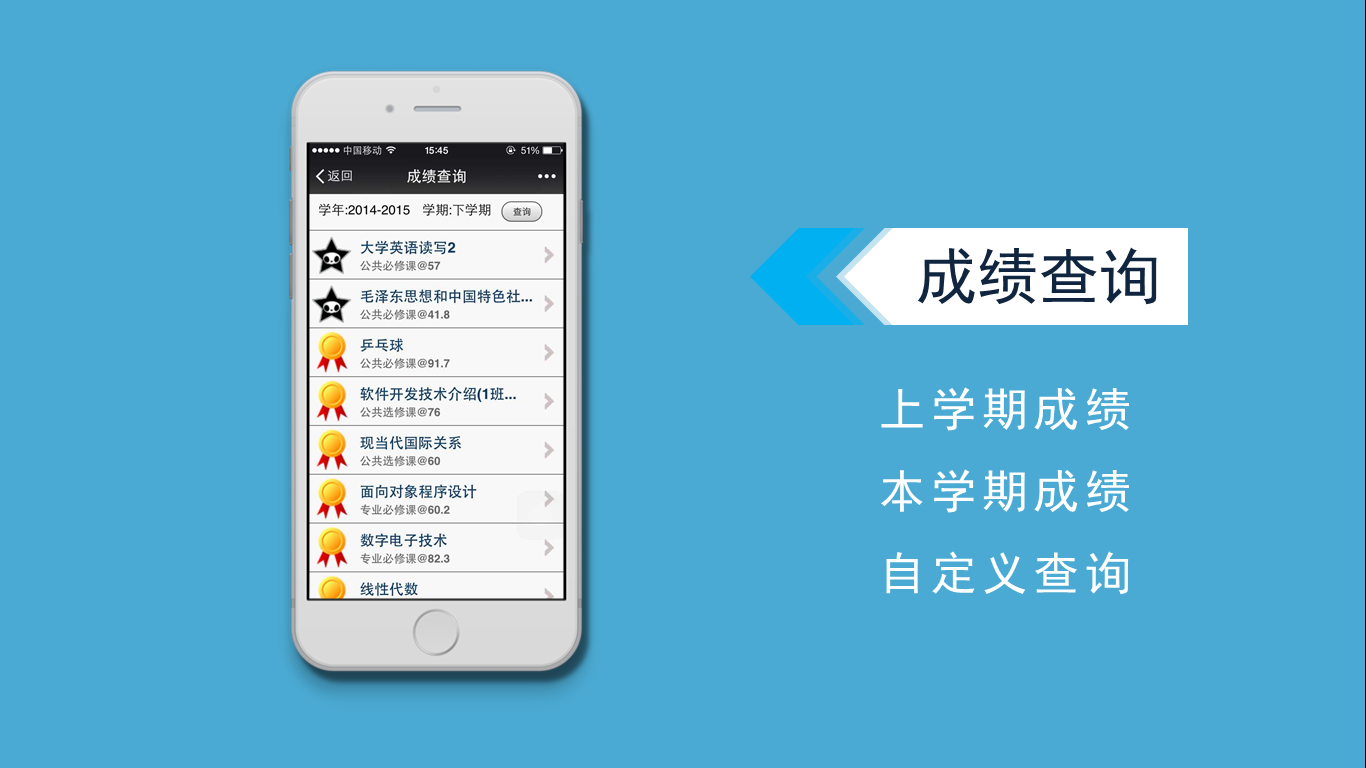 中国移动 15:45 51%
返回 成绩查询
学年:2014-2015 学期:下学期 查询
大学英语读写2
公共必修课@57
毛泽东思想和中国特色社...
公共必修课@41.8
乒乓球
公共必修课@91.7
软件开发技术介绍(1班...
公共选修课@76
现当代国际关系
公共选修课@60
面向对象程序设计
专业必修课@60.2
数字电子技术
专业必修课@82.3
线性代数
成绩查询
上学期成绩
本学期成绩
自定义查询